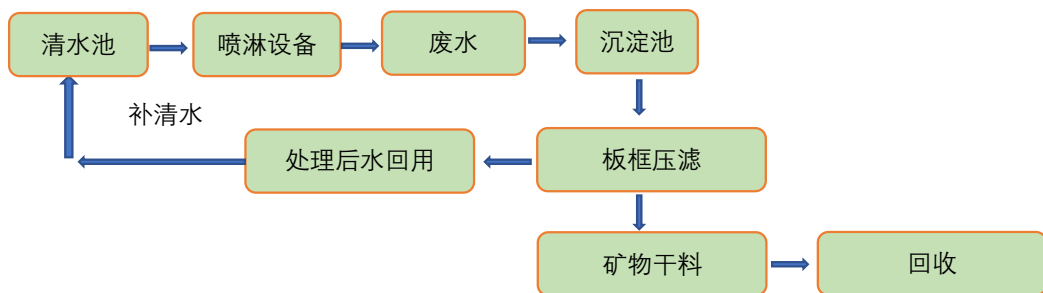 清水池
喷淋设备
废水
沉淀池
补清水
处理后水回用
板框压滤
矿物干料
回收